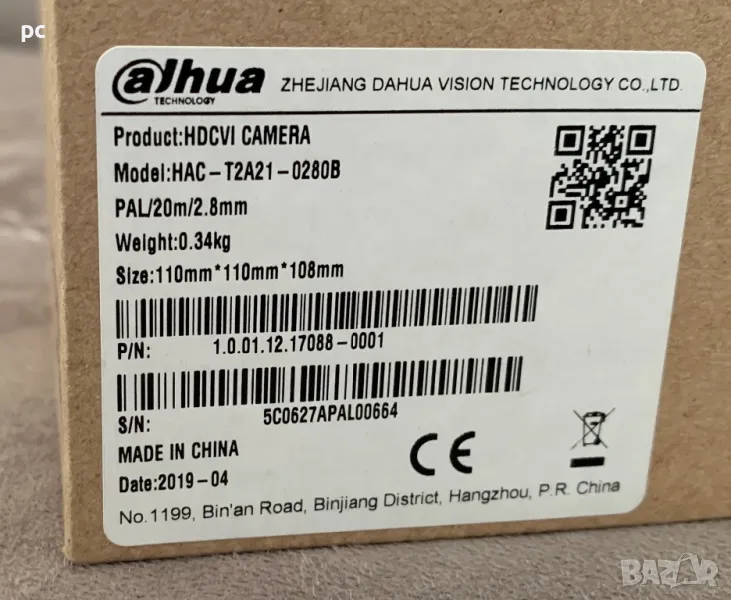 pc
alhua
TECHNOLOGY
ZHEJIANG DAHUA VISION TECHNOLOGY CO.,LTD.
Product:HDCVI CAMERA
Model:HAC-T2A21-0280B
PAL/20m/2.8mm
Weight:0.34kg
Size:110mm*110mm*108mm
P/N: 1.0.01.12.17088-0001
S/N: 5C0627APAL00664
MADE IN CHINA
Date:2019-04
CE
No.1199, Bin'an Road, Binjiang District, Hangzhou, P.R. China
BAZAR